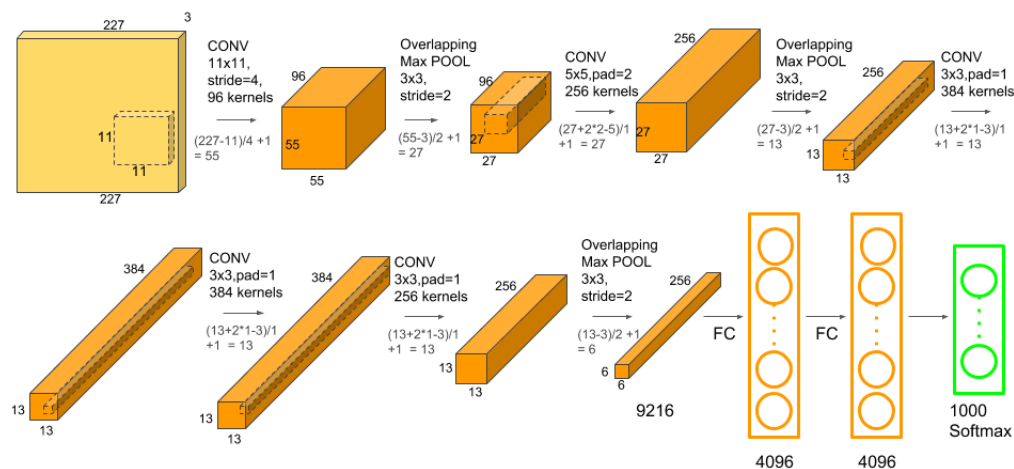 227
3
11
11
227
CONV
11x11,
stride=4,
96 kernels
(227-11)/4 +1
= 55
96
55
55
Overlapping
Max POOL
3x3,
stride=2
(55-3)/2 +1
= 27
96
27
27
CONV
5x5,pad=2
256 kernels
(27+2*2-5)/1
+1 = 27
256
27
27
Overlapping
Max POOL
3x3,
stride=2
(27-3)/2 +1
= 13
256
13
13
CONV
3x3,pad=1
384 kernels
(13+2*1-3)/1
+1 = 13
384
13
13
CONV
3x3,pad=1
384 kernels
(13+2*1-3)/1
+1 = 13
384
13
13
CONV
3x3,pad=1
256 kernels
(13+2*1-3)/1
+1 = 13
256
13
13
Overlapping
Max POOL
3x3,
stride=2
(13-3)/2 +1
= 6
256
6
6
9216
FC
4096
FC
4096
1000
Softmax